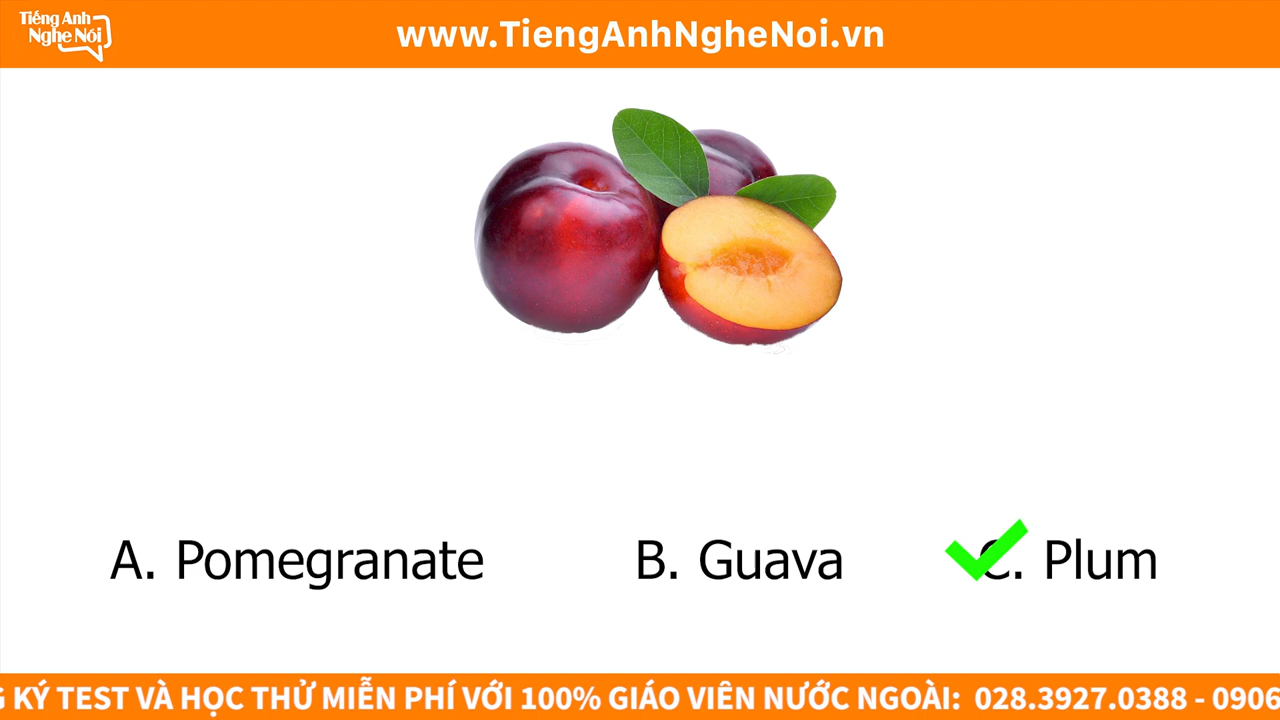 Tiếng Anh
Nghe Nói
www.TiengAnhNgheNoi.vn
A. Pomegranate
B. Guava
C. Plum
KÝ TEST VÀ HỌC THỬ MIỄN PHÍ VỚI 100% GIÁO VIÊN NƯỚC NGOÀI: 028.3927.0388 - 0906